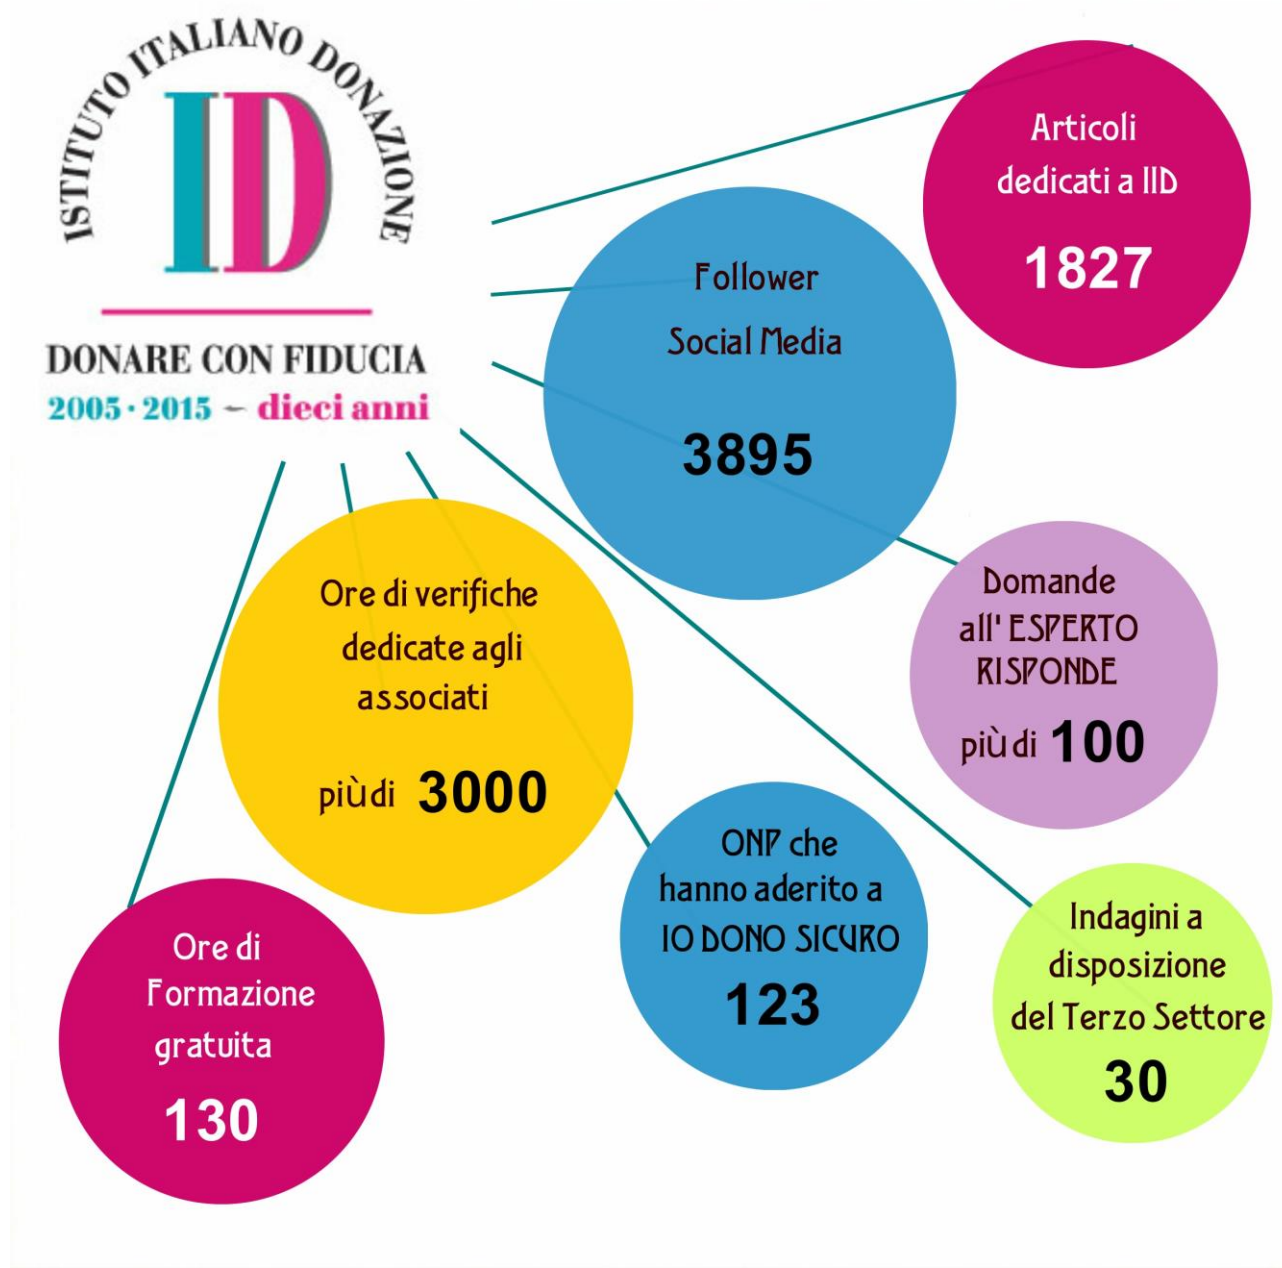 ISTITUTO ITALIANO DONAZIONE
IID
DONARE CON FIDUCIA
2005 · 2015 – dieci anni
Articoli
dedicati a IID
1827
Follower
Social Media
3895
Domande
all' ESPERTO
RISPONDE
più di 100
Ore di verifiche
dedicate agli
associati
più di 3000
ONP che
hanno aderito a
IO DONO SICURO
123
Indagini a
disposizione
del Terzo Settore
30
Ore di
Formazione
gratuita
130